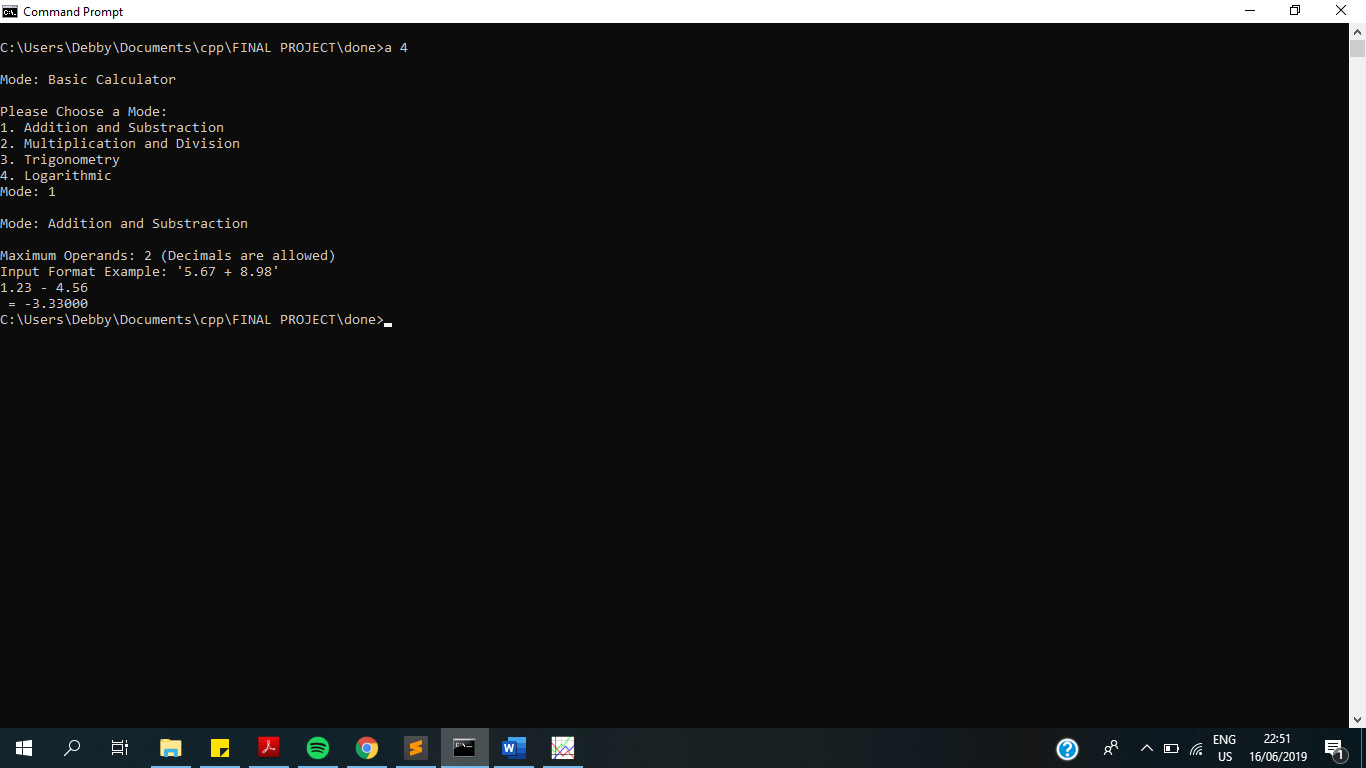 Command Prompt
C:\Users\Debby\Documents\cpp\FINAL PROJECT\done>a 4
Mode: Basic Calculator
Please Choose a Mode:
1. Addition and Substraction
2. Multiplication and Division
3. Trigonometry
4. Logarithmic
Mode: 1
Mode: Addition and Substraction
Maximum Operands: 2 (Decimals are allowed)
Input Format Example: '5.67 + 8.98'
1.23 - 4.56
 = -3.33000
C:\Users\Debby\Documents\cpp\FINAL PROJECT\done>
ENG 22:51
US 16/06/2019
1